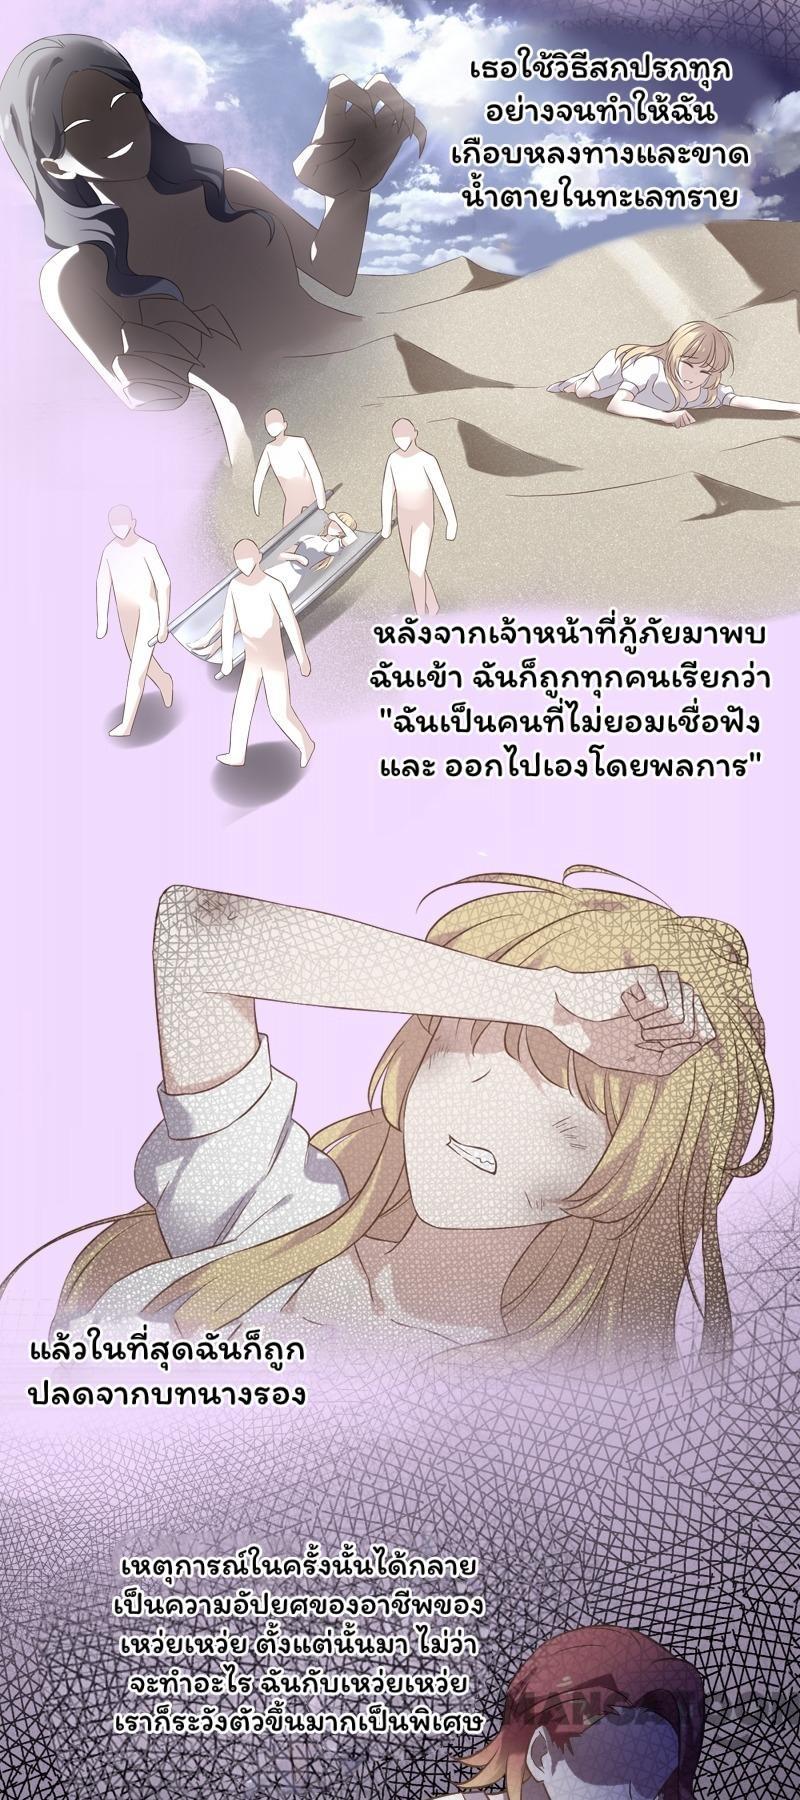 เธอใช้วิธีสกปรกทุก
อย่างจนทำให้ฉัน
เกือบหลงทางและขาด
น้ำตายในทะเลทราย
หลังจากเจ้าหน้าที่กู้ภัยมาพบ
ฉันเข้า ฉันก็ถูกทุกคนเรียกว่า
"ฉันเป็นคนที่ไม่ยอมเชื่อฟัง
และ ออกไปเองโดยพลการ"
แล้วในที่สุดฉันก็ถูก
ปลดจากบทนางรอง
เหตุการณ์ในครั้งนั้นได้กลาย
เป็นความอัปยศของอาชีพของ
เหว่ยเหว่ย ตั้งแต่นั้นมา ไม่ว่า
จะทำอะไร ฉันกับเหว่ยเหว่ย
เราก็ระวังตัวขึ้นมากเป็นพิเศษ
MANGATOON